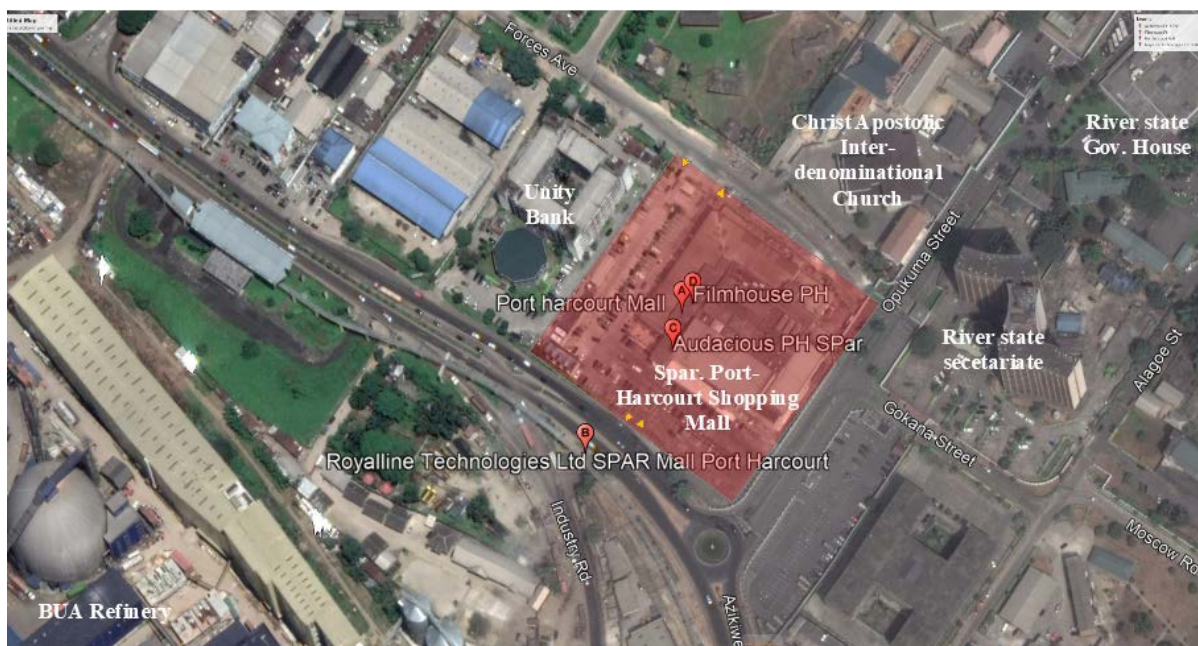 Forces Ave
Christ Apostolic
Inter-
denominational
Church
River state
Gov. House
Unity
Bank
Opukuma Street
D
A
Port harcourt Mall
Filmhouse PH
C
Audacious PH SPar
River state
secetariate
Alagoe St
Spar. Port-
Harcourt Shopping
Mall
Gokana Street
B
Royalline Technologies Ltd SPAR Mall Port Harcourt
Industry Rd
Moscow Rd
Azikiwe
BUA Refinery